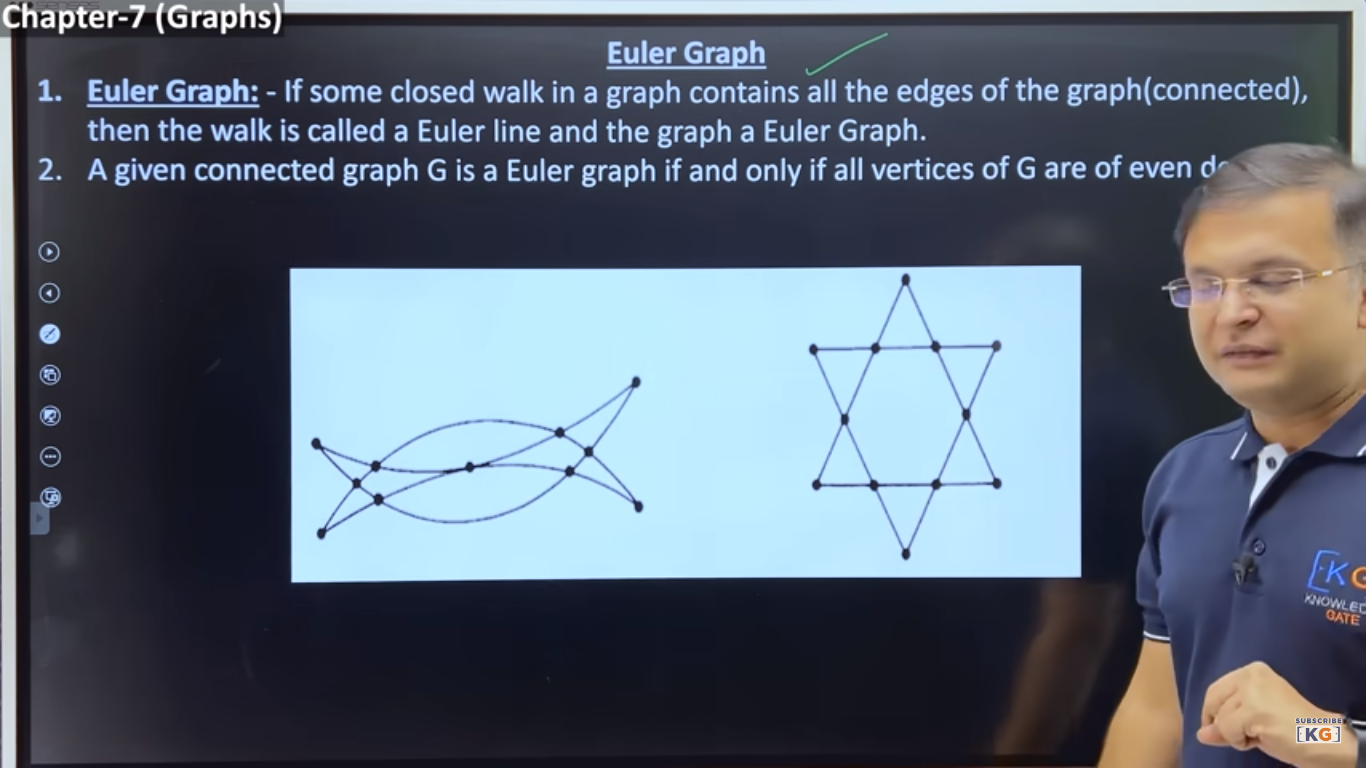 Chapter-7 (Graphs)
Euler Graph
1. Euler Graph: - If some closed walk in a graph contains all the edges of the graph(connected),
then the walk is called a Euler line and the graph a Euler Graph.
2. A given connected graph G is a Euler graph if and only if all vertices of G are of even
KG
KNOWLED
GATE
SUBSCRIBE
[KG]